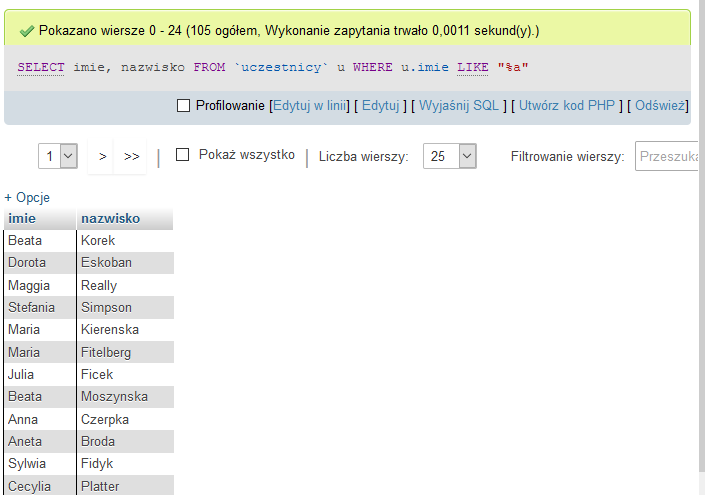 Pokazano wiersze 0 - 24 (105 ogółem, Wykonanie zapytania trwało 0,0011 sekund(y).)
SELECT imie, nazwisko FROM `uczestnicy` u WHERE u.imie LIKE "%a"
Profilowanie [Edytuj w linii] [ Edytuj ] [ Wyjaśnij SQL ] [ Utwórz kod PHP ] [ Odśwież]
1 > >> | Pokaż wszystko | Liczba wierszy: 25 Filtrowanie wierszy: Przeszuka
+ Opcje
imie nazwisko
Beata Korek
Dorota Eskoban
Maggia Really
Stefania Simpson
Maria Kierenska
Maria Fitelberg
Julia Ficek
Beata Moszynska
Anna Czerpka
Aneta Broda
Sylwia Fidyk
Cecylia Platter